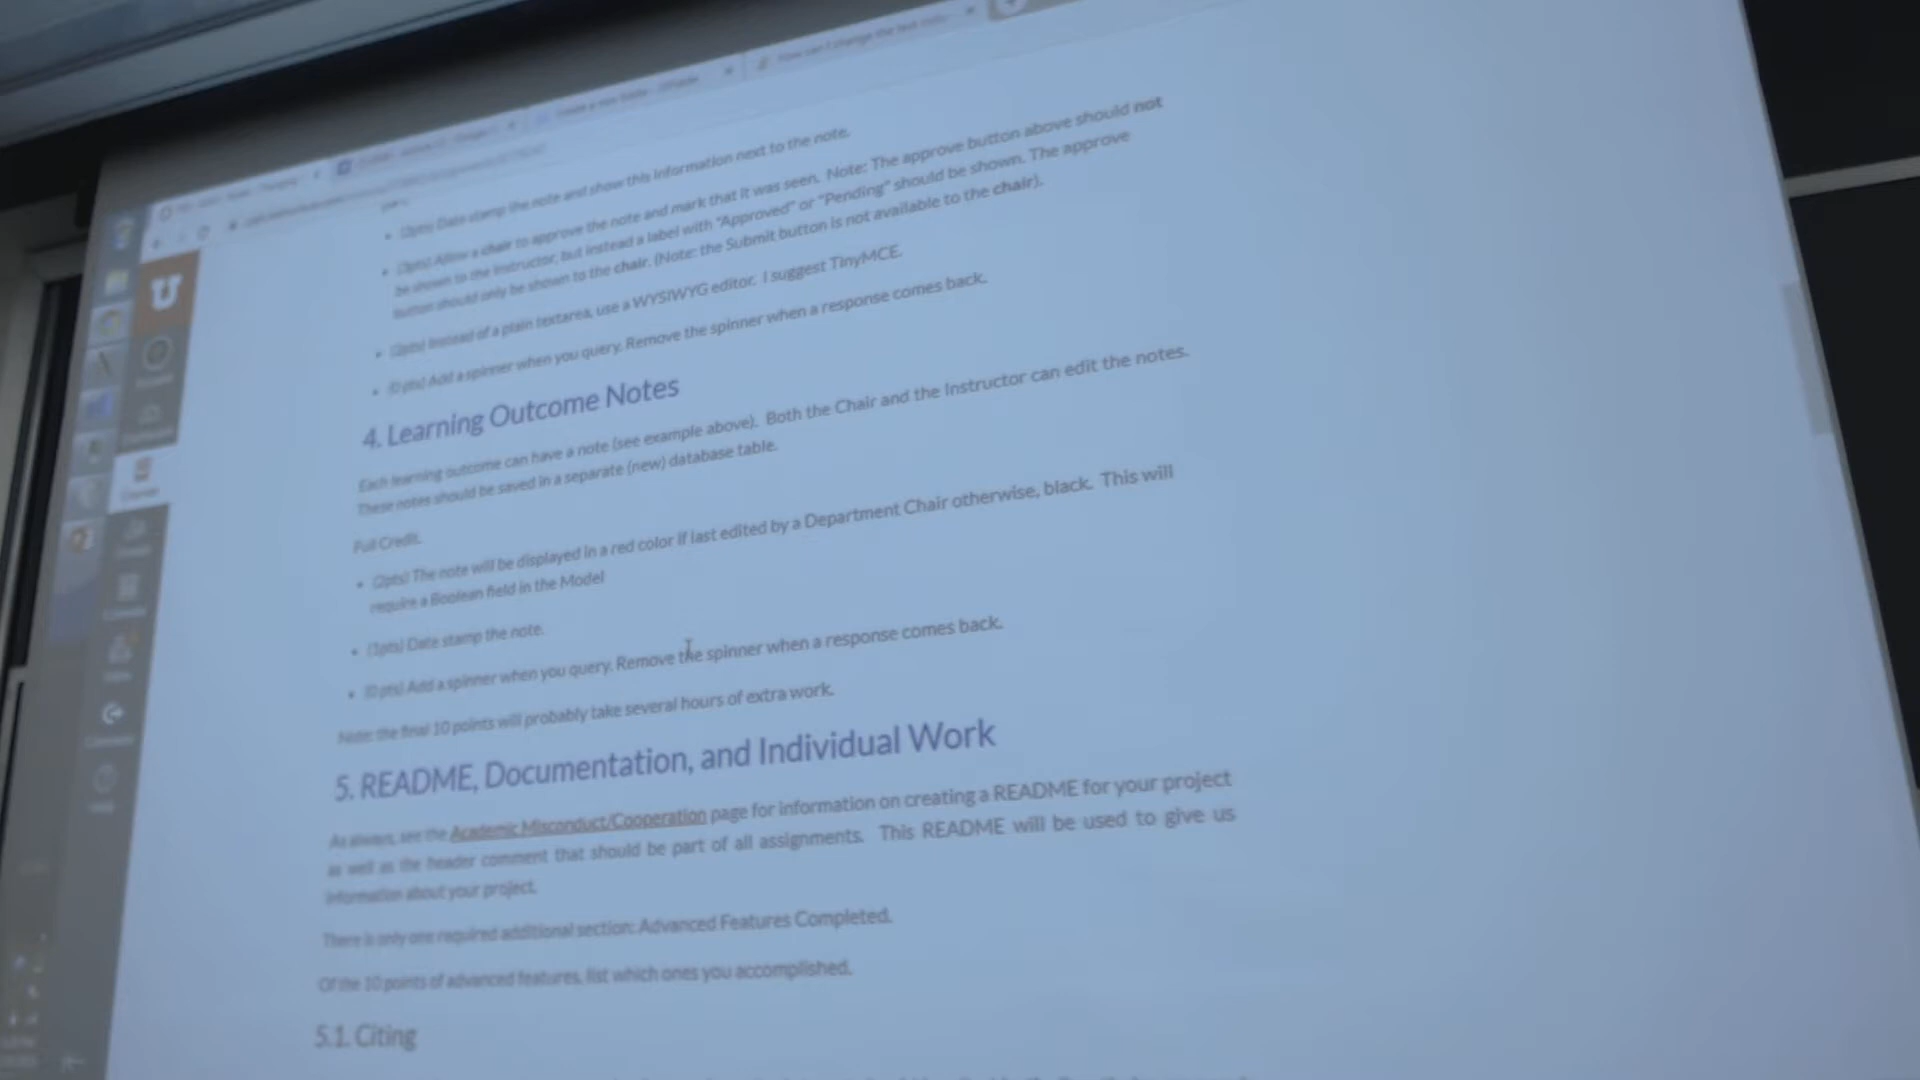 (2pts) Date stamp the note and show this information next to the note.
(2pts) Allow a chair to approve the note and mark that it was seen. Note: The approve button above should not
be shown to the instructor, but instead a label with "Approved" or "Pending" should be shown. The approve
button should only be shown to the chair. (Note: the Submit button is not available to the chair).
(2pts) Instead of a plain textarea, use a WYSIWYG editor. I suggest TinyMCE.
(0 pts) Add a spinner when you query. Remove the spinner when a response comes back.
4. Learning Outcome Notes
Each learning outcome can have a note (see example above). Both the Chair and the Instructor can edit the notes.
These notes should be saved in a separate (new) database table.
Full Credit.
(2pts) The note will be displayed in a red color if last edited by a Department Chair otherwise, black. This will
require a Boolean field in the Model
(1pts) Date stamp the note.
(0 pts) Add a spinner when you query. Remove the spinner when a response comes back.
Note: the final 10 points will probably take several hours of extra work.
5. README, Documentation, and Individual Work
As always, see the Academic Misconduct/Cooperation page for information on creating a README for your project
as well as the header comment that should be part of all assignments. This README will be used to give us
information about your project.
There is only one required additional section: Advanced Features Completed.
Of the 10 points of advanced features, list which ones you accomplished.
5.1. Citing